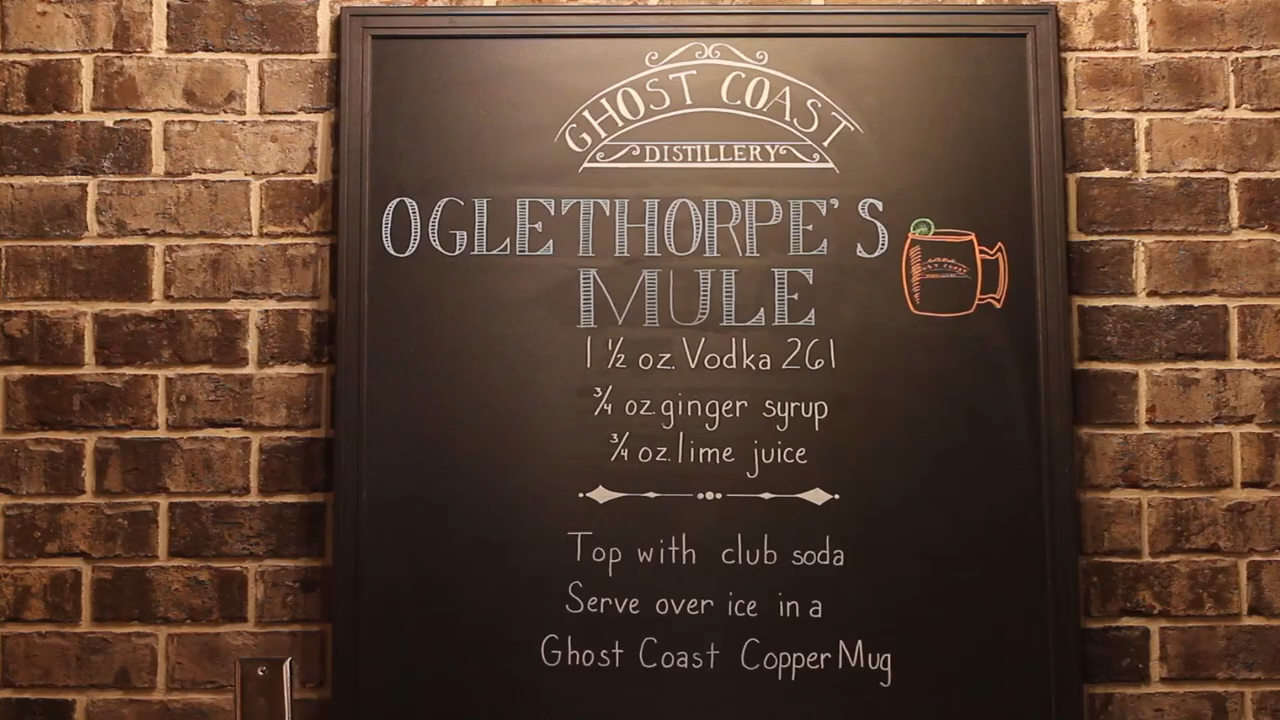 GHOST COAST
DISTILLERY
OGLETHORPE'S
MULE
1 ½ oz. Vodka 261
¾ oz. ginger syrup
¾ oz. lime juice
Top with club soda
Serve over ice in a
Ghost Coast Copper Mug